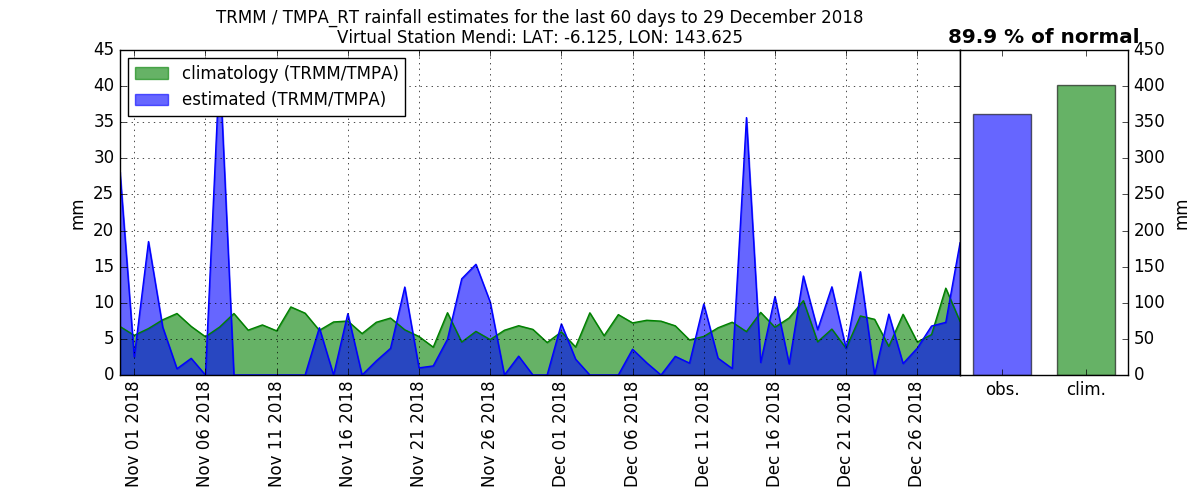 TRMM / TMPA_RT rainfall estimates for the last 60 days to 29 December 2018
Virtual Station Mendi: LAT: -6.125, LON: 143.625
89.9 % of normal
climatology (TRMM/TMPA)
estimated (TRMM/TMPA)
mm
45
40
35
30
25
20
15
10
5
0
Nov 01 2018
Nov 06 2018
Nov 11 2018
Nov 16 2018
Nov 21 2018
Nov 26 2018
Dec 01 2018
Dec 06 2018
Dec 11 2018
Dec 16 2018
Dec 21 2018
Dec 26 2018
obs.
clim.
450
400
350
300
250
200
150
100
50
0
mm